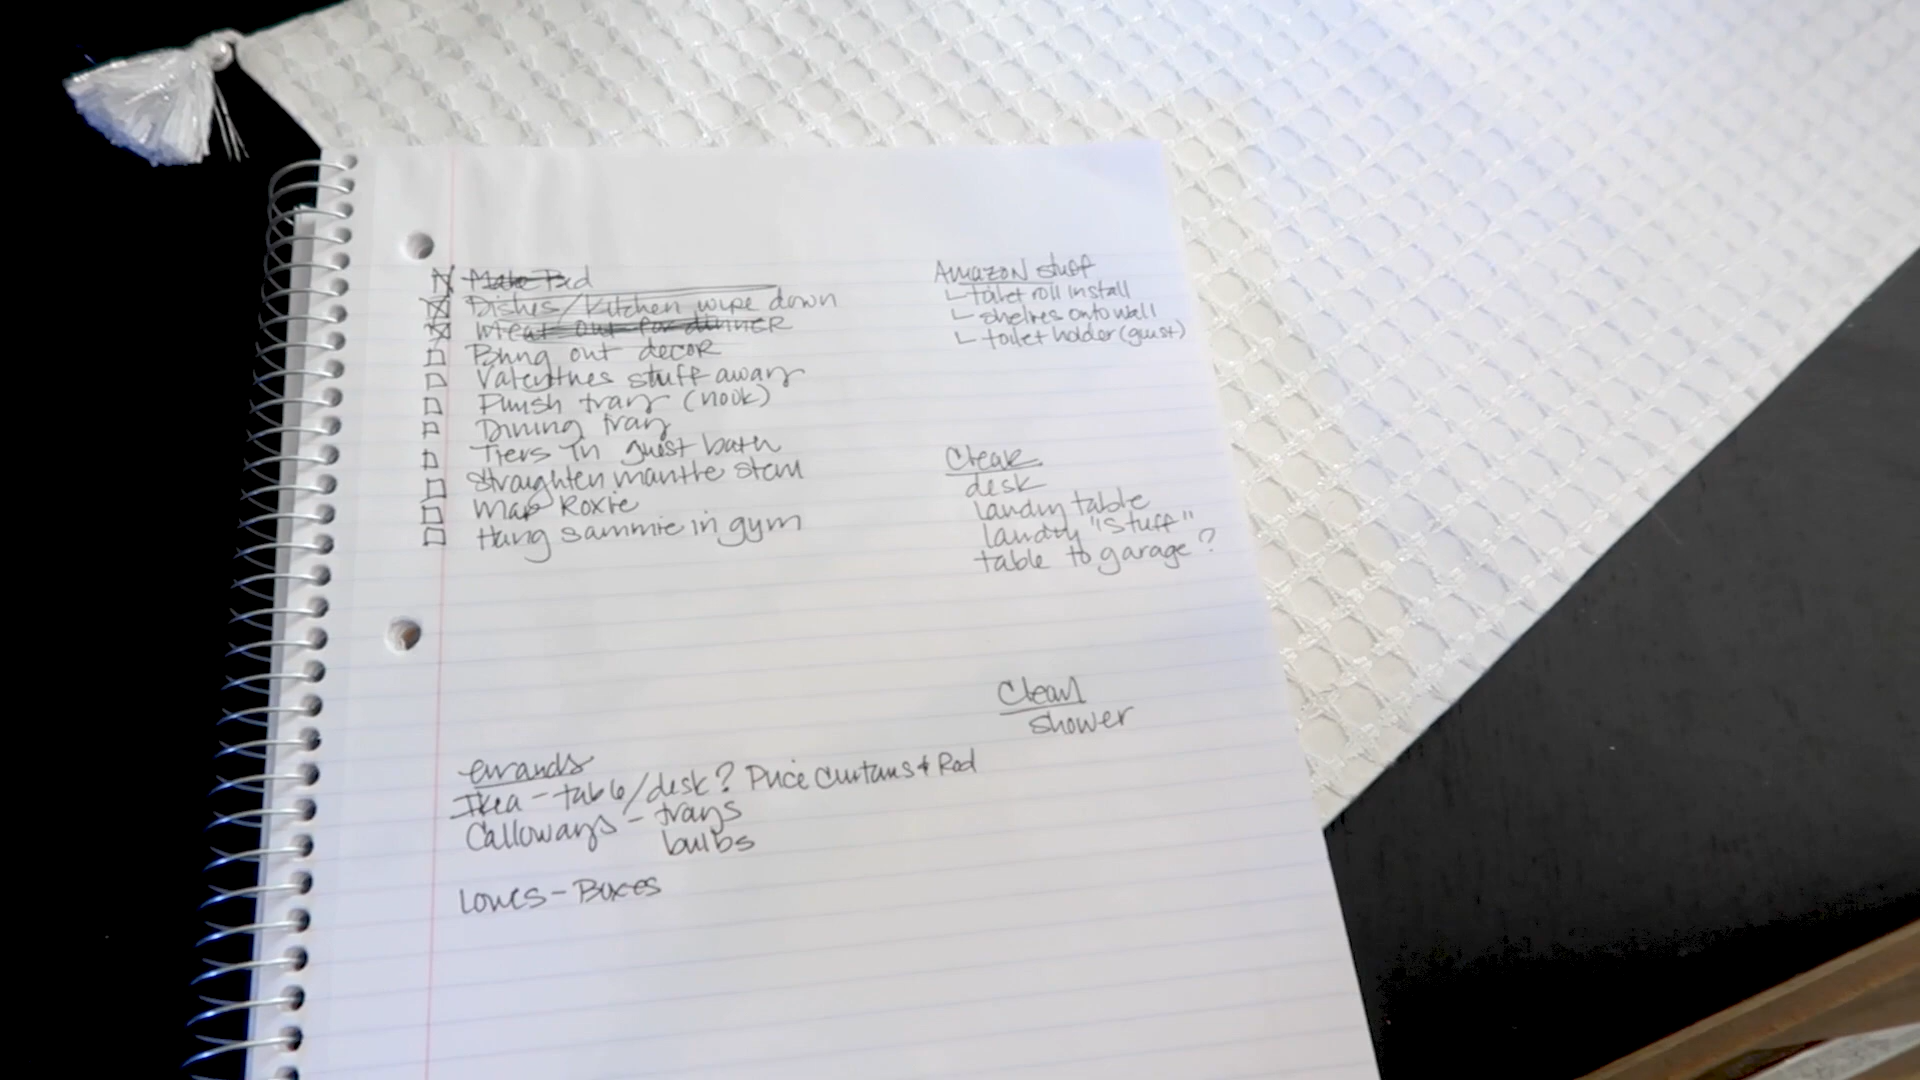 Make Bed
Dishes/Kitchen wipe down
Meat out for dinner
Bring out decor
Valentines stuff away
Finish tray (nook)
Dining tray
Tiers in guest bath
Straighten mantle stem
Map Roxie
Hang sammie in gym
Amazon stuff
toilet roll install
shelves onto wall
toilet holder (guest)
Clear
desk
landry table
landry "stuff"
table to garage?
Clean
shower
errands
Ikea - table/desk? Price Curtains & Rod
Calloways - trays
bulbs
Lowes - Boxes